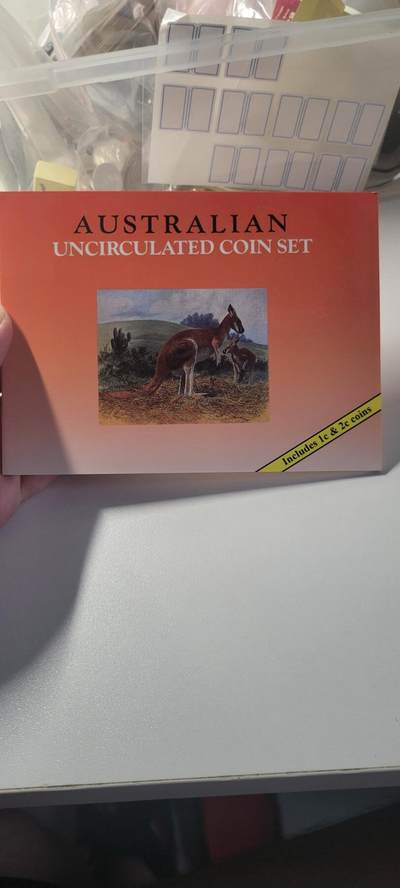 AUSTRALIAN
UNCIRCULATED COIN SET
Includes 1c & 2c coins